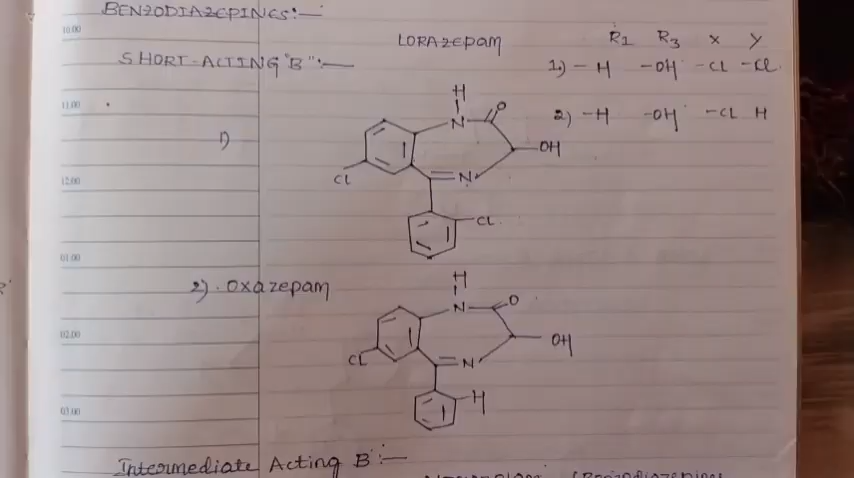 BENZODIAZEPINES:—
10.00
LORAZEPAM
R1 R3 x y
SHORT-ACTING "B":—
1.) - H -OH -CL -CL
11.00
2) -H -OH -CL H
1)
H
N
O
OH
CL
N
12.00
CL
01.00
2). Oxazepam
H
N
O
02.00
OH
CL
N
H
03.00
Intermediate Acting B:—